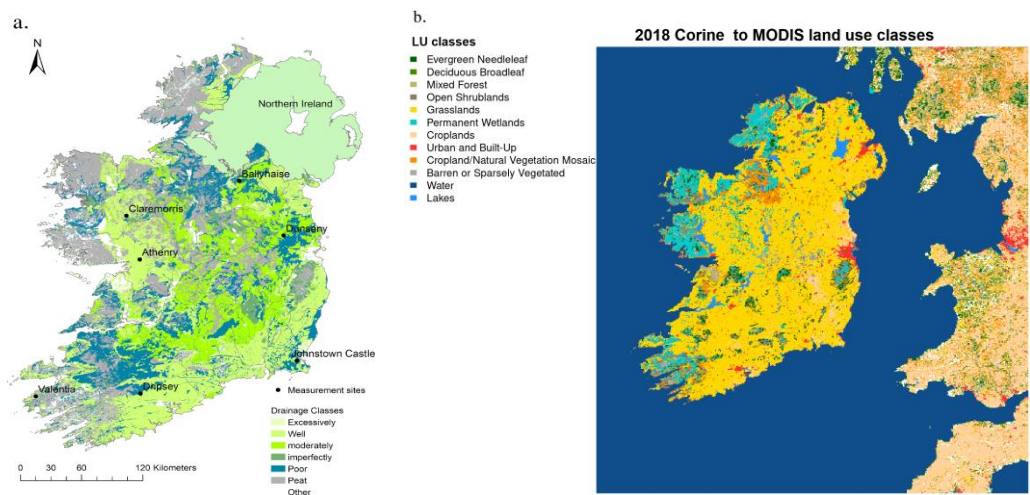 a.
N
Northern Ireland
Ballyhaise
Claremorris
Dunsany
Athenry
Johnstown Castle
Valentia
Dripsey
Measurement sites
Drainage Classes
Excessively
Well
moderately
imperfectly
Poor
Peat
Other
0 15 30 60 90 120 Kilometers
b.
2018 Corine to MODIS land use classes
LU classes
Evergreen Needleleef
Deciduous Broadleaf
Mixed Forest
Open Shrublands
Grasslands
Permanent Wetlands
Croplands
Urban and Built-Up
Cropland/Natural Vegetation Mosaic
Barren or Sparsely Vegetated
Water
Lakes